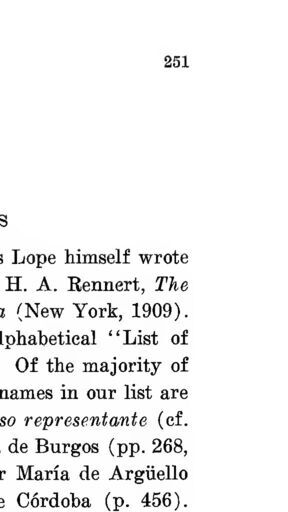 251
S
s Lope himself wrote
H. A. Rennert, The
a (New York, 1909).
lphabetical "List of
Of the majority of
names in our list are
so representante (cf.
de Burgos (pp. 268,
r María de Argüello
e Córdoba (p. 456).